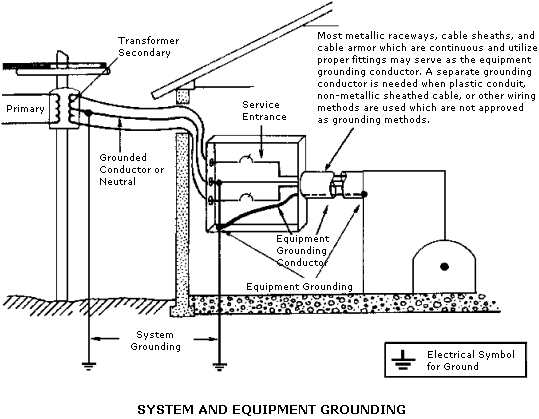 Transformer
Secondary
Most metallic raceways, cable sheaths, and
cable armor which are continuous and utilize
proper fittings may serve as the equipment
grounding conductor. A separate grounding
conductor is needed when plastic conduit,
non-metallic sheathed cable, or other wiring
methods are used which are not approved
as grounding methods.
Primary
Service
Entrance
Grounded
Conductor or
Neutral
Equipment
Grounding
Conductor
Equipment Grounding
System
Grounding
Electrical Symbol
for Ground
SYSTEM AND EQUIPMENT GROUNDING